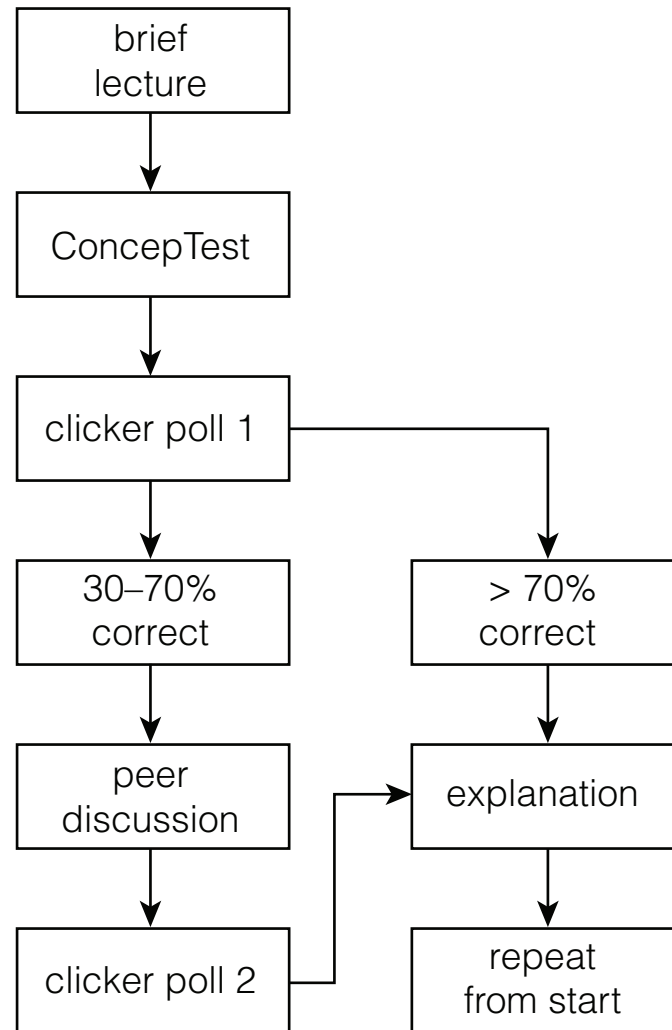 brief
lecture
ConcepTest
clicker poll 1
30–70%
correct
> 70%
correct
peer
discussion
explanation
clicker poll 2
repeat
from start